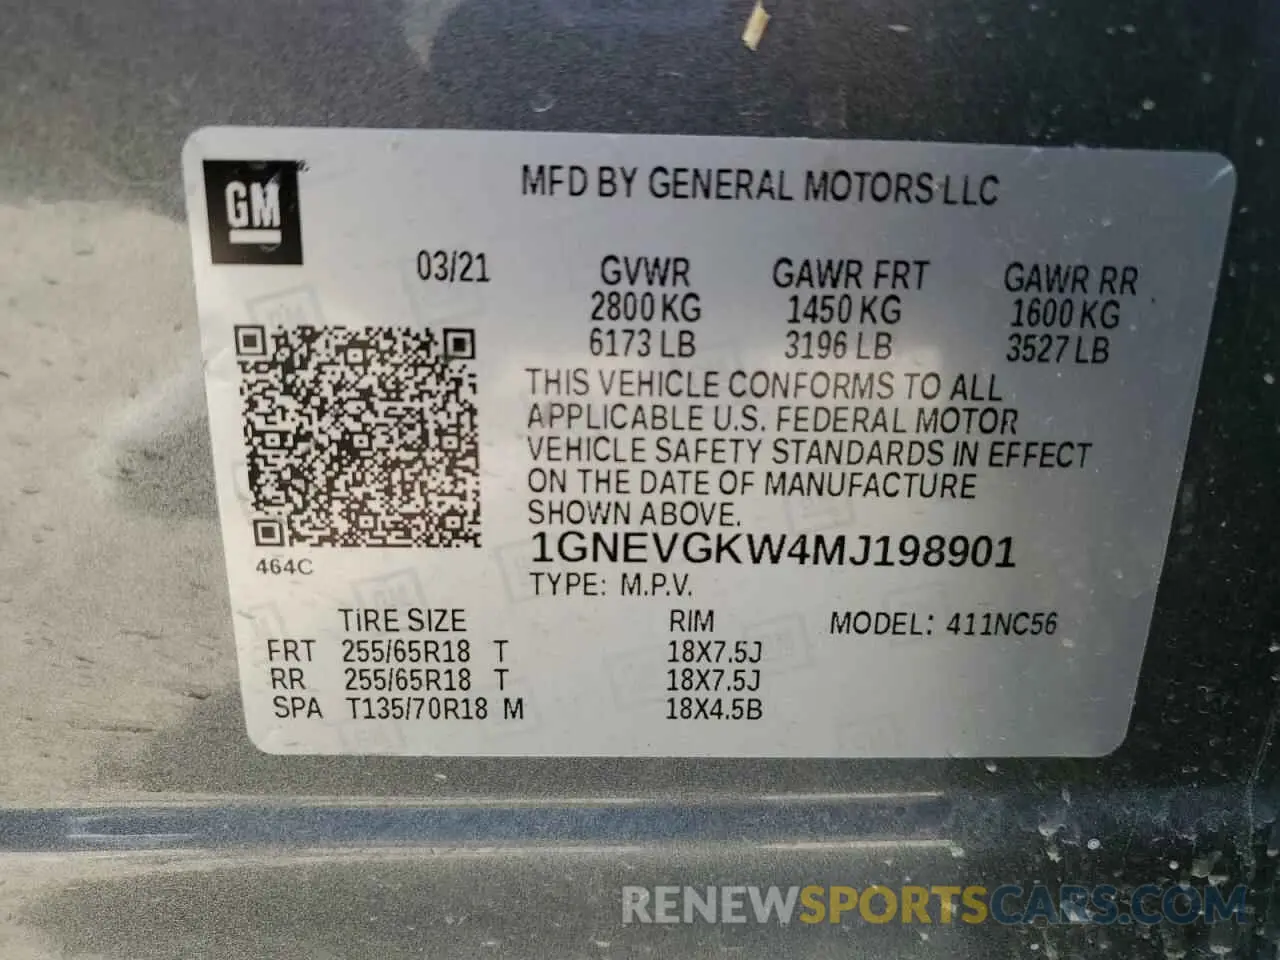 GM
MFD BY GENERAL MOTORS LLC
03/21 GVWR GAWR FRT GAWR RR
2800 KG 1450 KG 1600 KG
6173 LB 3196 LB 3527 LB
THIS VEHICLE CONFORMS TO ALL
APPLICABLE U.S. FEDERAL MOTOR
VEHICLE SAFETY STANDARDS IN EFFECT
ON THE DATE OF MANUFACTURE
SHOWN ABOVE.
1GNEVGKW4MJ198901
464C
TYPE: M.P.V.
TIRE SIZE RIM MODEL: 411NC56
FRT 255/65R18 T 18X7.5J
RR 255/65R18 T 18X7.5J
SPA T135/70R18 M 18X4.5B
RENEWSPORTSCARS.COM